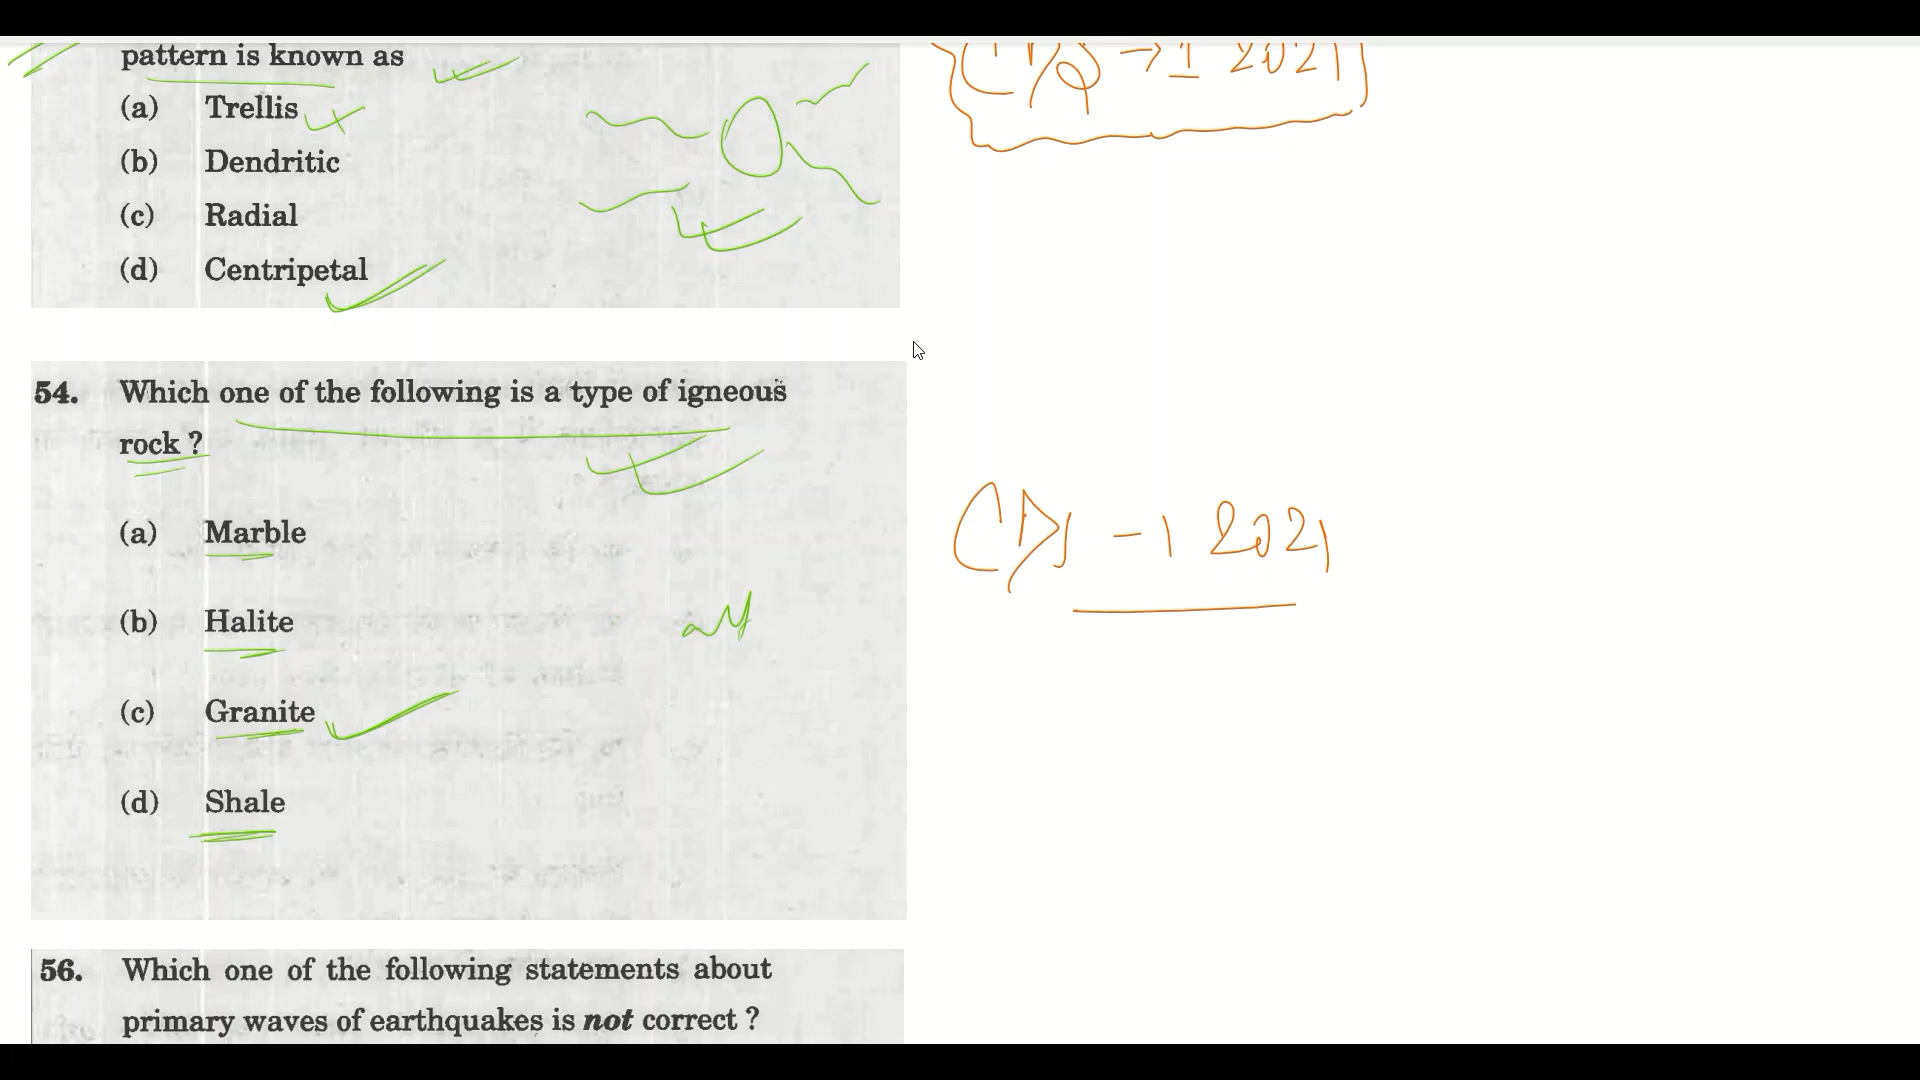 pattern is known as
(a) Trellis
(b) Dendritic
(c) Radial
(d) Centripetal
CDS → 1 2021
54. Which one of the following is a type of igneous
rock ?
(a) Marble
(b) Halite
(c) Granite
(d) Shale
CDS - 1 2021
56. Which one of the following statements about
primary waves of earthquakes is not correct ?